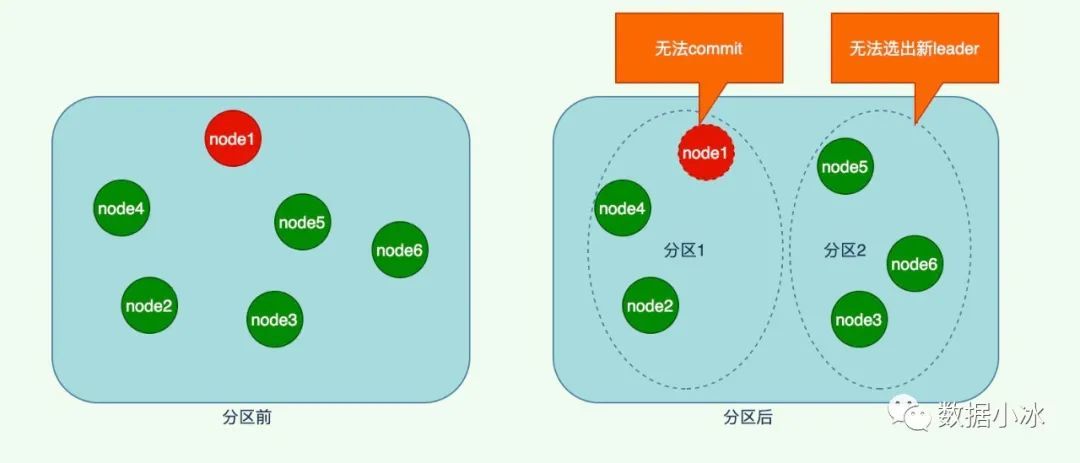 无法commit
无法选出新leader
node1
node4
node5
node6
node2
node3
分区前
node1
node5
node4
分区1
分区2
node6
node2
node3
分区后
数据小冰